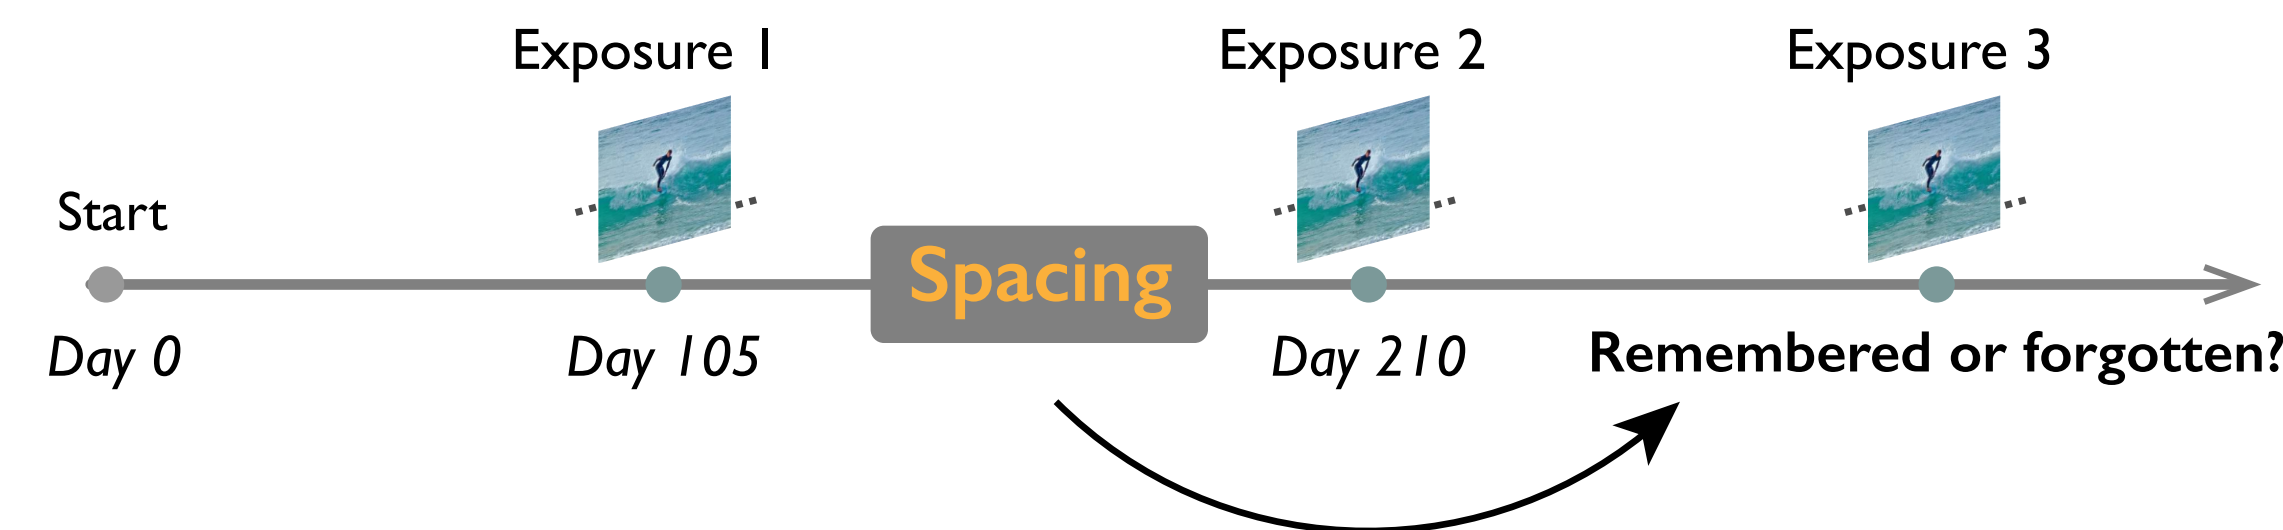 Exposure 1
Exposure 2
Exposure 3
Start
Spacing
Day 0
Day 105
Day 210
Remembered or forgotten?